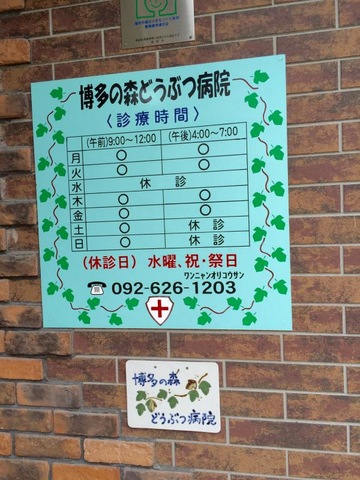 博多の森どうぶつ病院
〈診療時間〉
(午前)9:00～12:00 (午後)4:00～7:00
月 ○ ○
火 ○ ○
水 休 診
木 ○ ○
金 ○ ○
土 ○ 休 診
日 ○ 休 診
(休診日) 水曜、祝・祭日
ワンニャンオリコウサン
☎092-626-1203
博多の森
どうぶつ病院